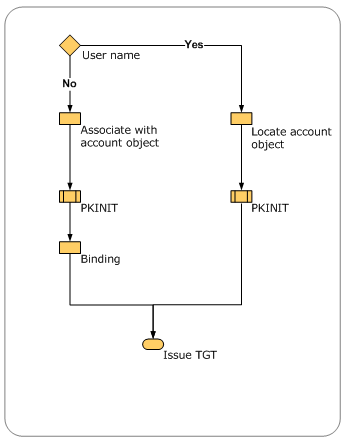 User name
Yes
No
Associate with
account object
Locate account
object
PKINIT
PKINIT
Binding
Issue TGT